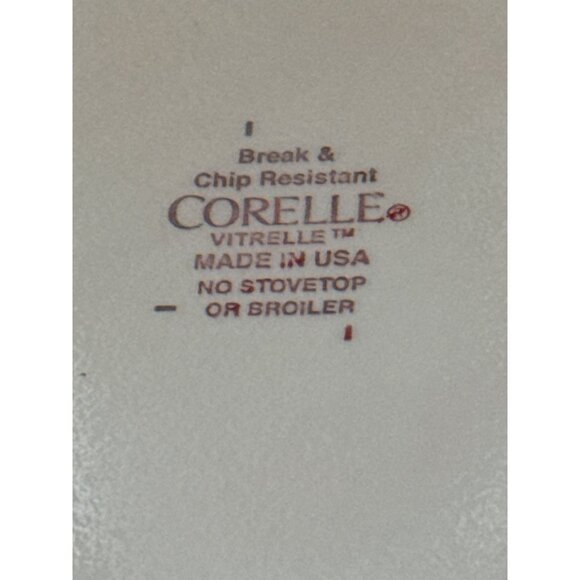 Break &
Chip Resistant
CORELLE®
VITRELLE™
MADE IN USA
NO STOVETOP
OR BROILER